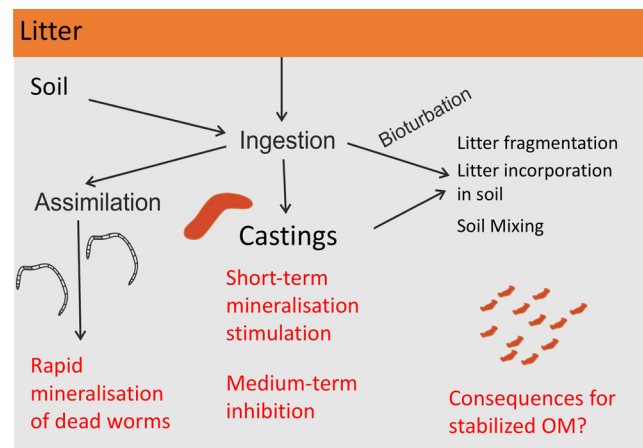 Litter
Soil
Ingestion
Bioturbation
Litter fragmentation
Litter incorporation
in soil
Soil Mixing
Assimilation
Castings
Short-term
mineralisation
stimulation
Medium-term
inhibition
Rapid
mineralisation
of dead worms
Consequences for
stabilized OM?